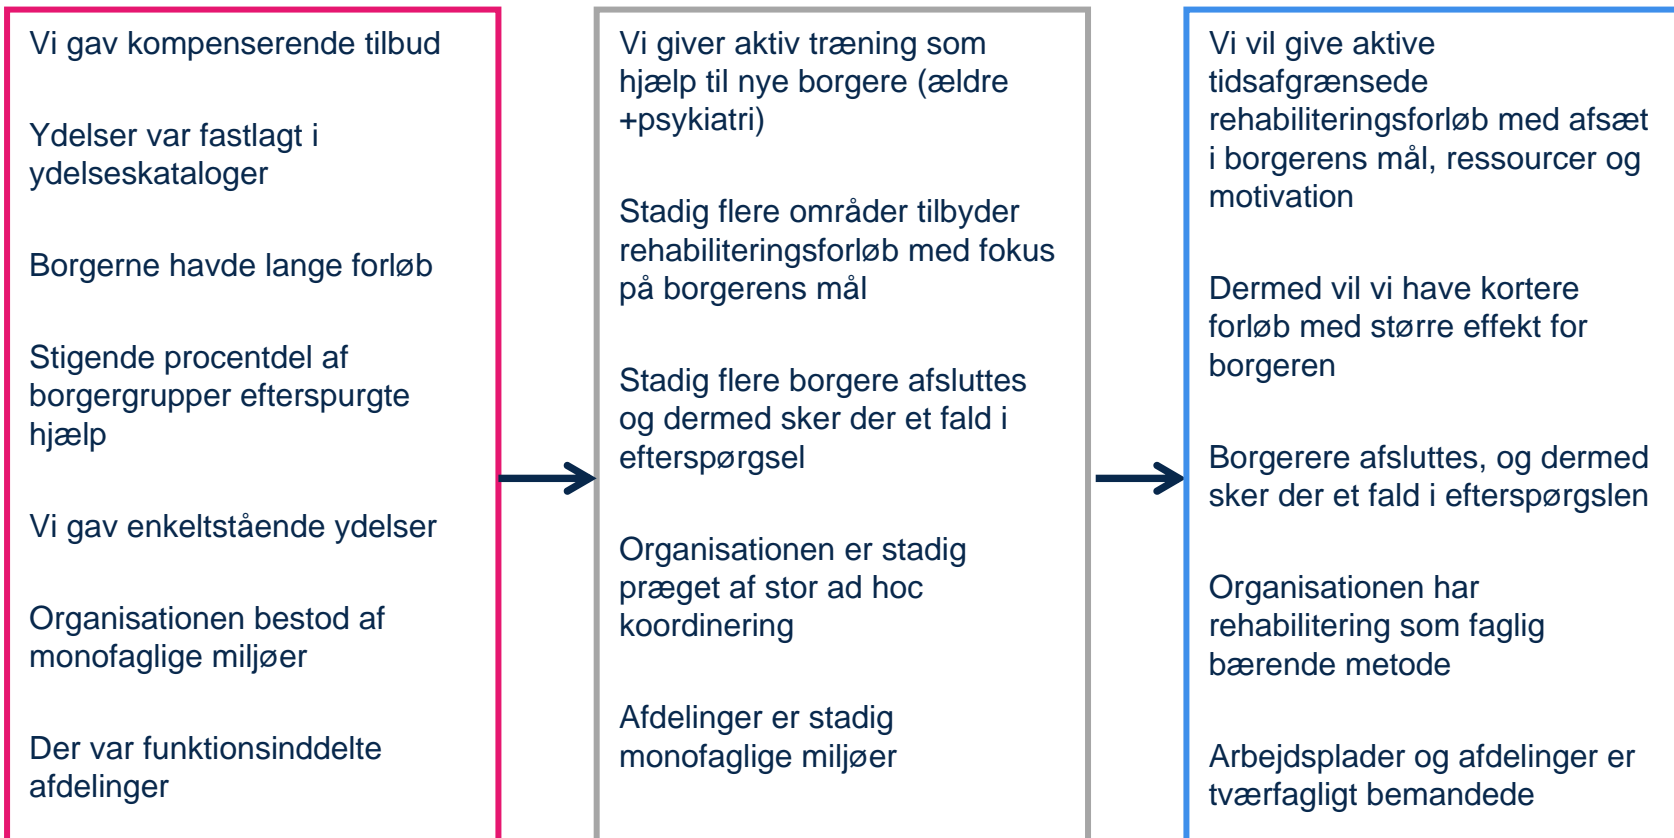 Vi gav kompenserende tilbud
Ydelser var fastlagt i
ydelseskataloger
Borgerne havde lange forløb
Stigende procentdel af
borgergrupper efterspurgte
hjælp
Vi gav enkeltstående ydelser
Organisationen bestod af
monofaglige miljøer
Der var funktionsinddelte
afdelinger
Vi giver aktiv træning som
hjælp til nye borgere (ældre
+psykiatri)
Stadig flere områder tilbyder
rehabiliteringsforløb med fokus
på borgerens mål
Stadig flere borgere afsluttes
og dermed sker der et fald i
efterspørgsel
Organisationen er stadig
præget af stor ad hoc
koordinering
Afdelinger er stadig
monofaglige miljøer
Vi vil give aktive
tidsafgrænsede
rehabiliteringsforløb med afsæt
i borgerens mål, ressourcer og
motivation
Dermed vil vi have kortere
forløb med større effekt for
borgeren
Borgerere afsluttes, og dermed
sker der et fald i efterspørgslen
Organisationen har
rehabilitering som faglig
bærende metode
Arbejdsplader og afdelinger er
tværfagligt bemandede